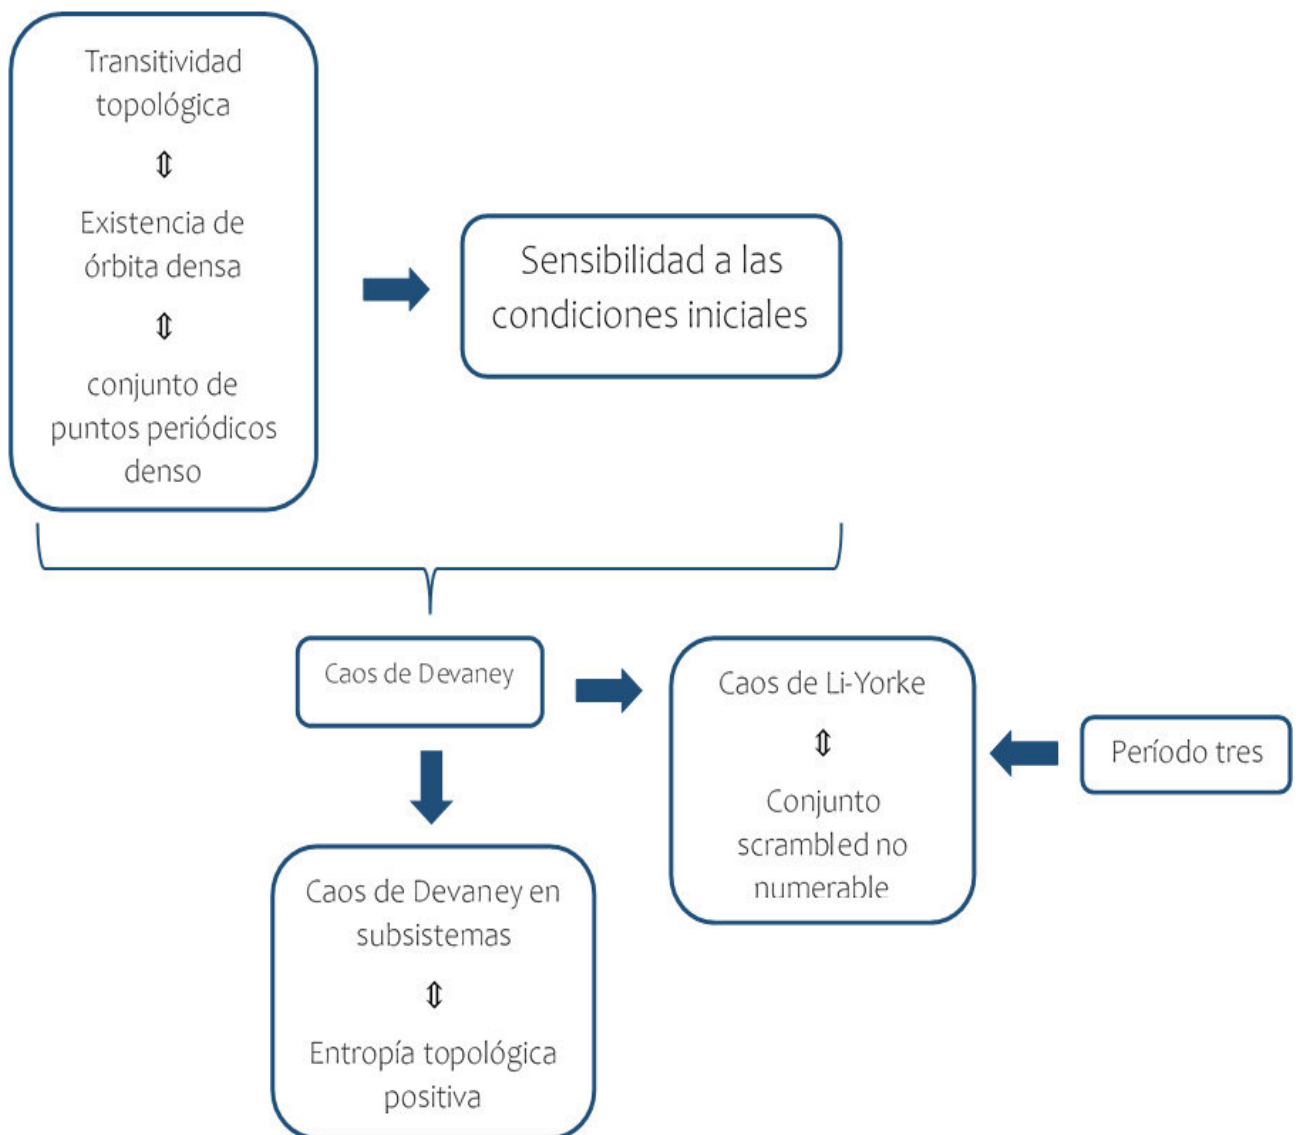 Transitividad
topológica
⇕
Existencia de
órbita densa
⇕
conjunto de
puntos periódicos
denso
Sensibilidad a las
condiciones iniciales
Caos de Devaney
Caos de Li-Yorke
⇕
Conjunto
scrambled no
numerable
Período tres
Caos de Devaney en
subsistemas
⇕
Entropía topológica
positiva